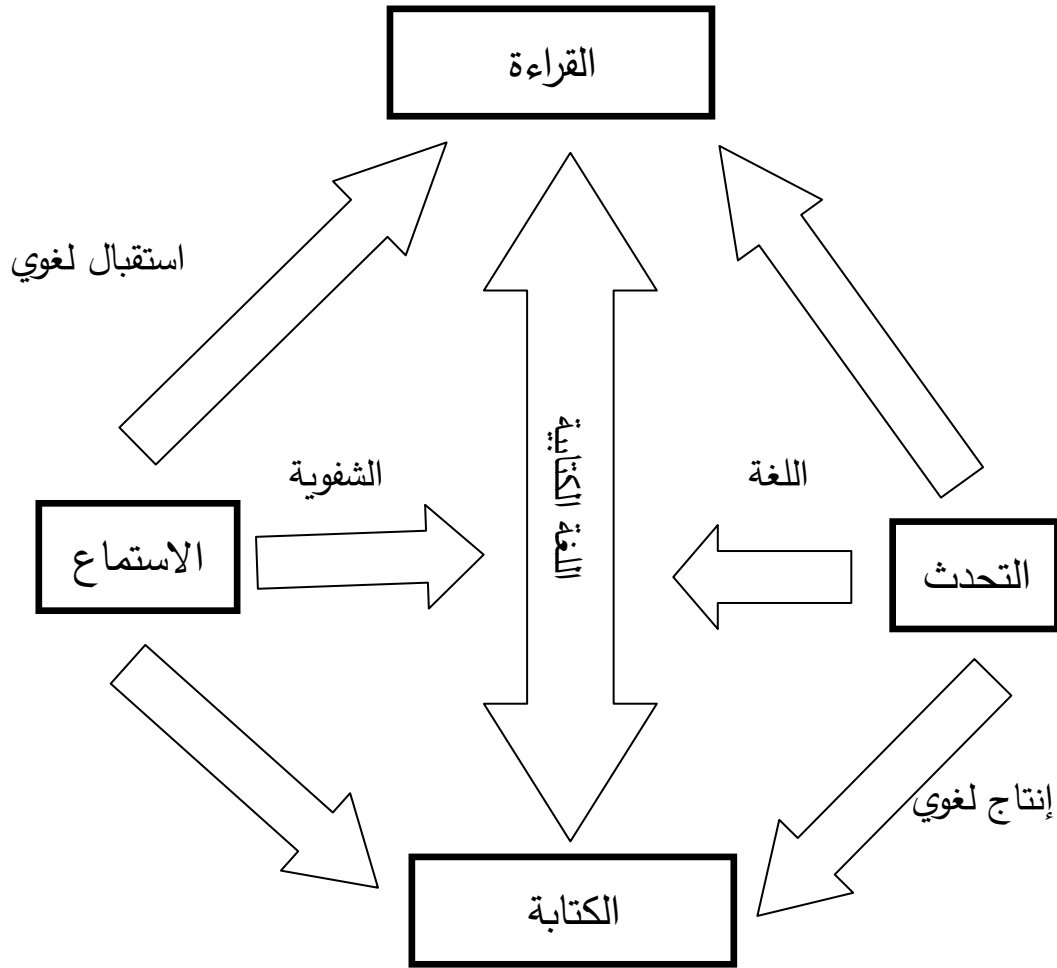 القراءة
استقبال لغوي
اللغة
الشفوية
اللغة الكتابية
التحدث
الاستماع
إنتاج لغوي
الكتابة